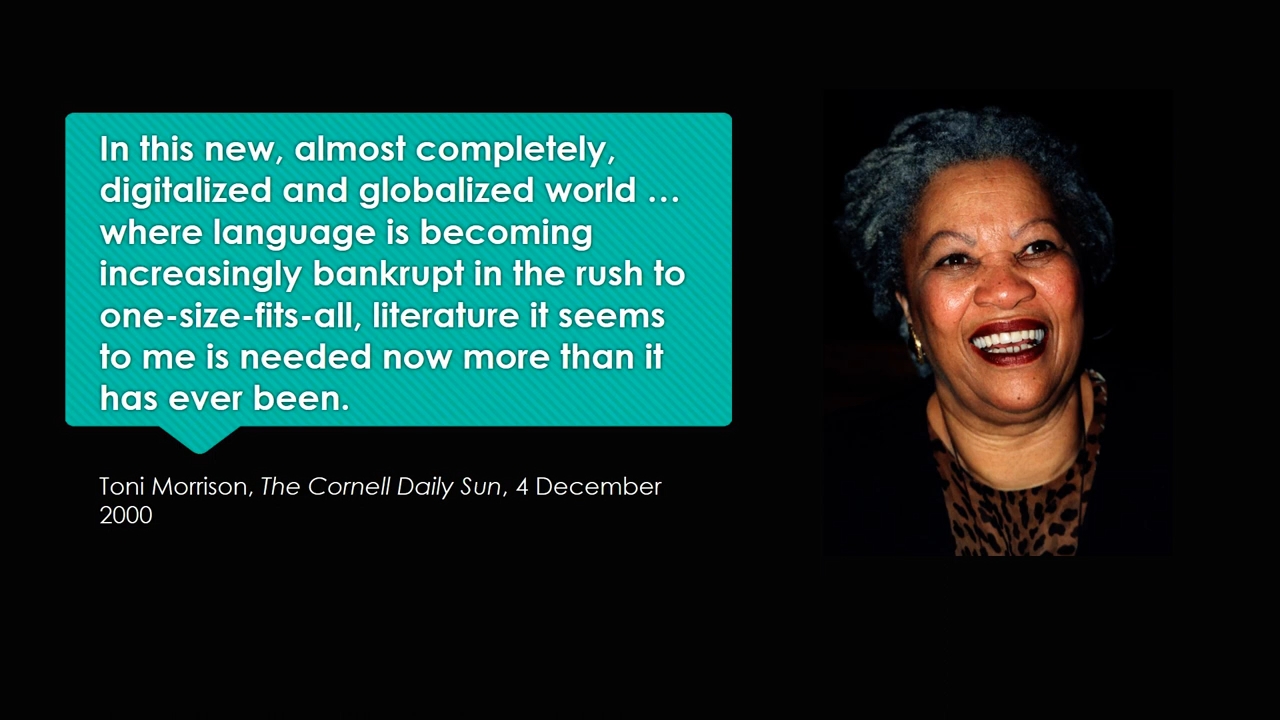 In this new, almost completely,
digitalized and globalized world …
where language is becoming
increasingly bankrupt in the rush to
one-size-fits-all, literature it seems
to me is needed now more than it
has ever been.
Toni Morrison, The Cornell Daily Sun, 4 December
2000